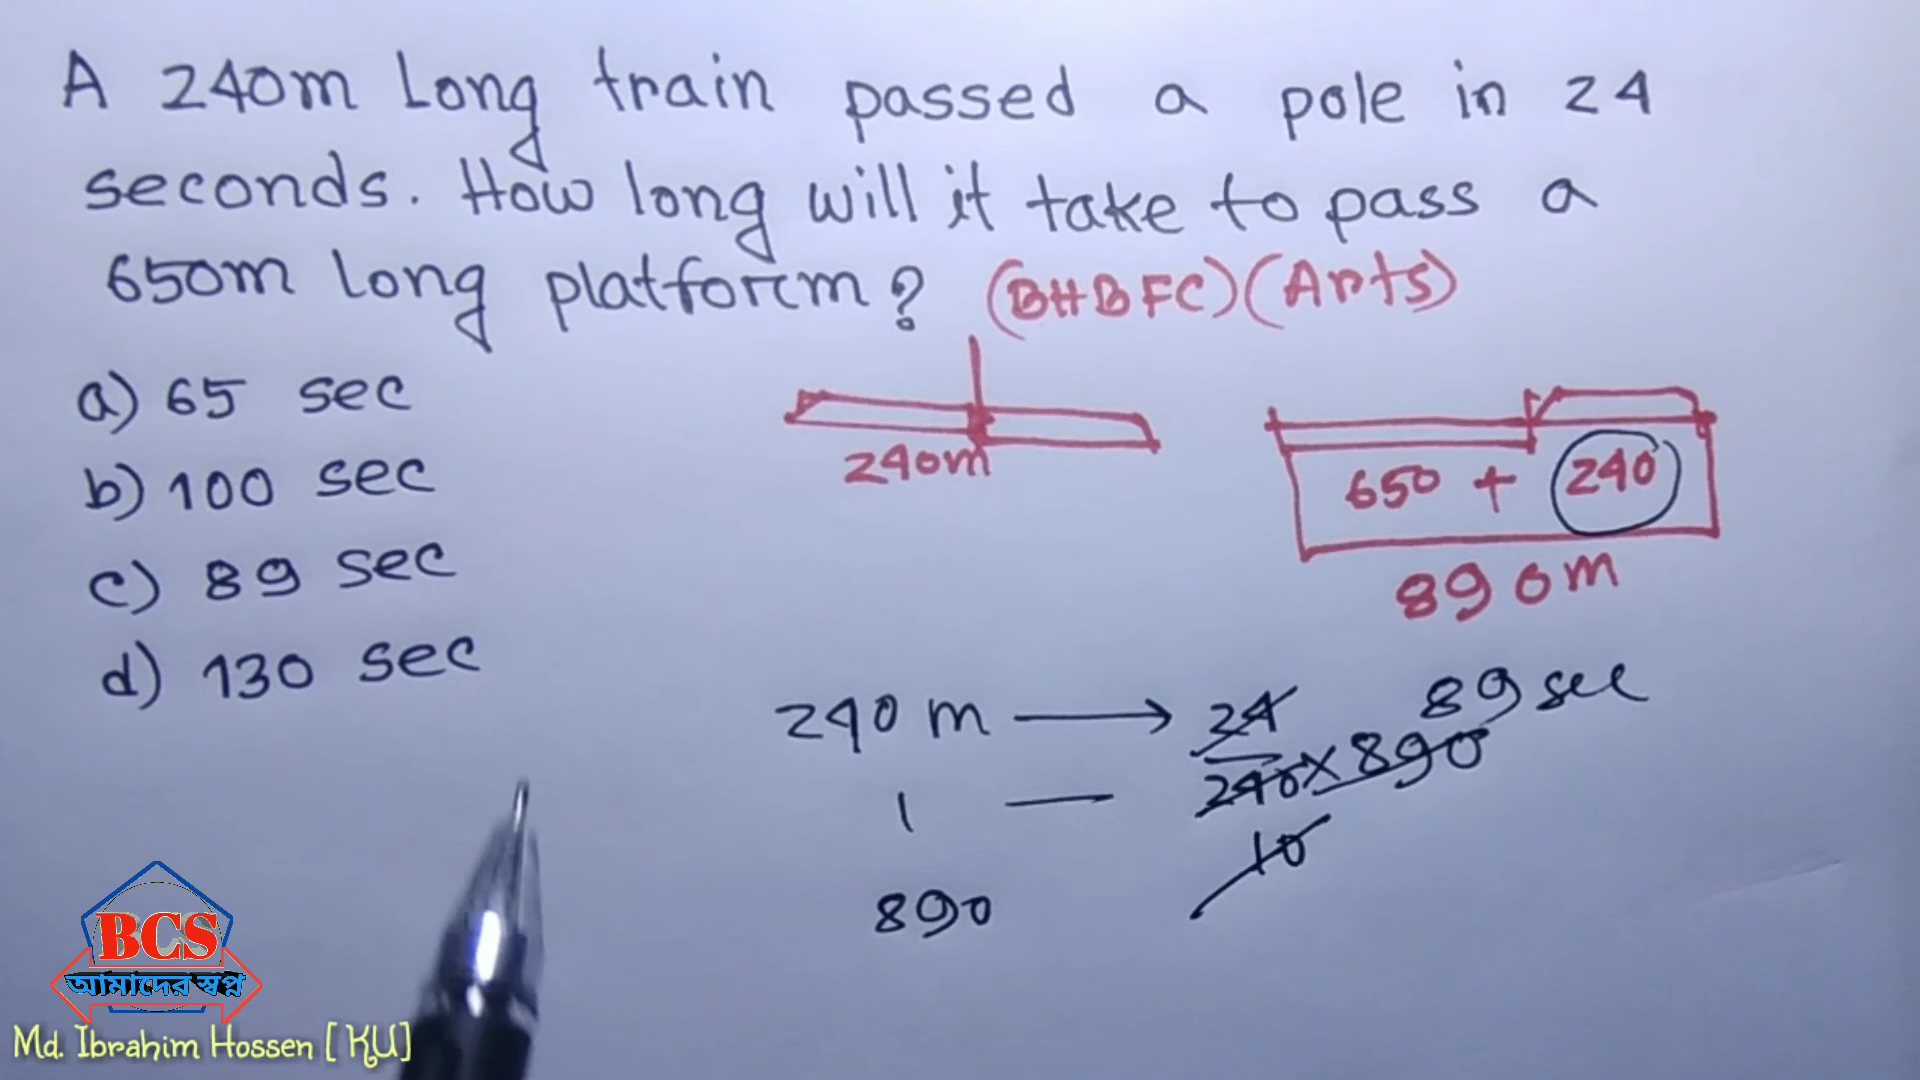 A 240m Long train passed a pole in 24
seconds. How long will it take to pass a
650m long platform? (BHBFC) (Arts)
a) 65 sec
b) 100 sec
c) 89 sec
d) 130 sec
240m
650 + 240
890m
240 m → 24
89 sec
1 — 240 × 890
10
890
BCS
আমাদের স্বপ্ন
Md. Ibrahim Hossen [ KU]